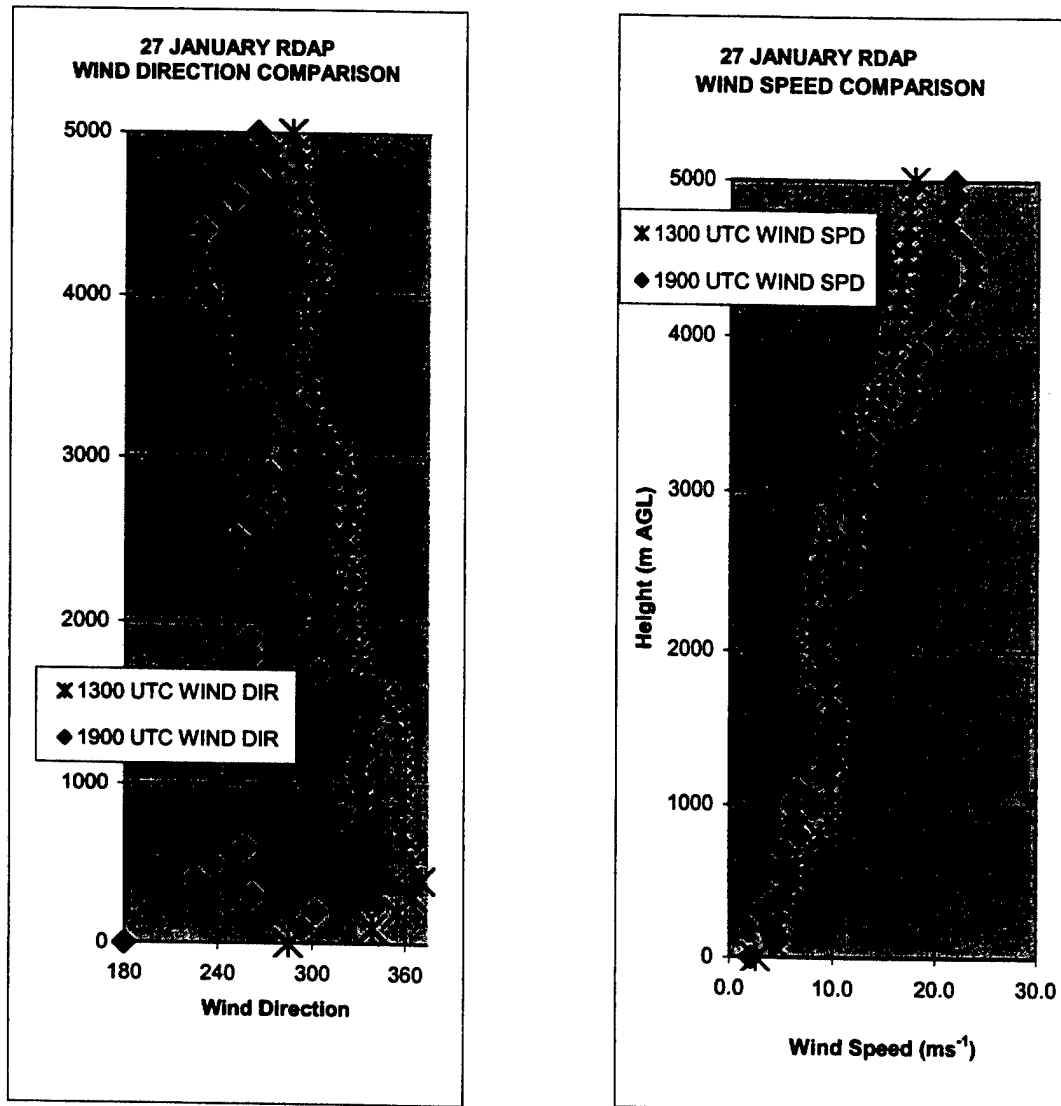 27 JANUARY RDAP
WIND DIRECTION COMPARISON
5000
4000
3000
2000
1000
0
180 240 300 360
Wind Direction
1300 UTC WIND DIR
1900 UTC WIND DIR
27 JANUARY RDAP
WIND SPEED COMPARISON
5000
4000
3000
2000
1000
0
0.0 10.0 20.0 30.0
Height (m AGL)
Wind Speed (ms⁻¹)
1300 UTC WIND SPD
1900 UTC WIND SPD